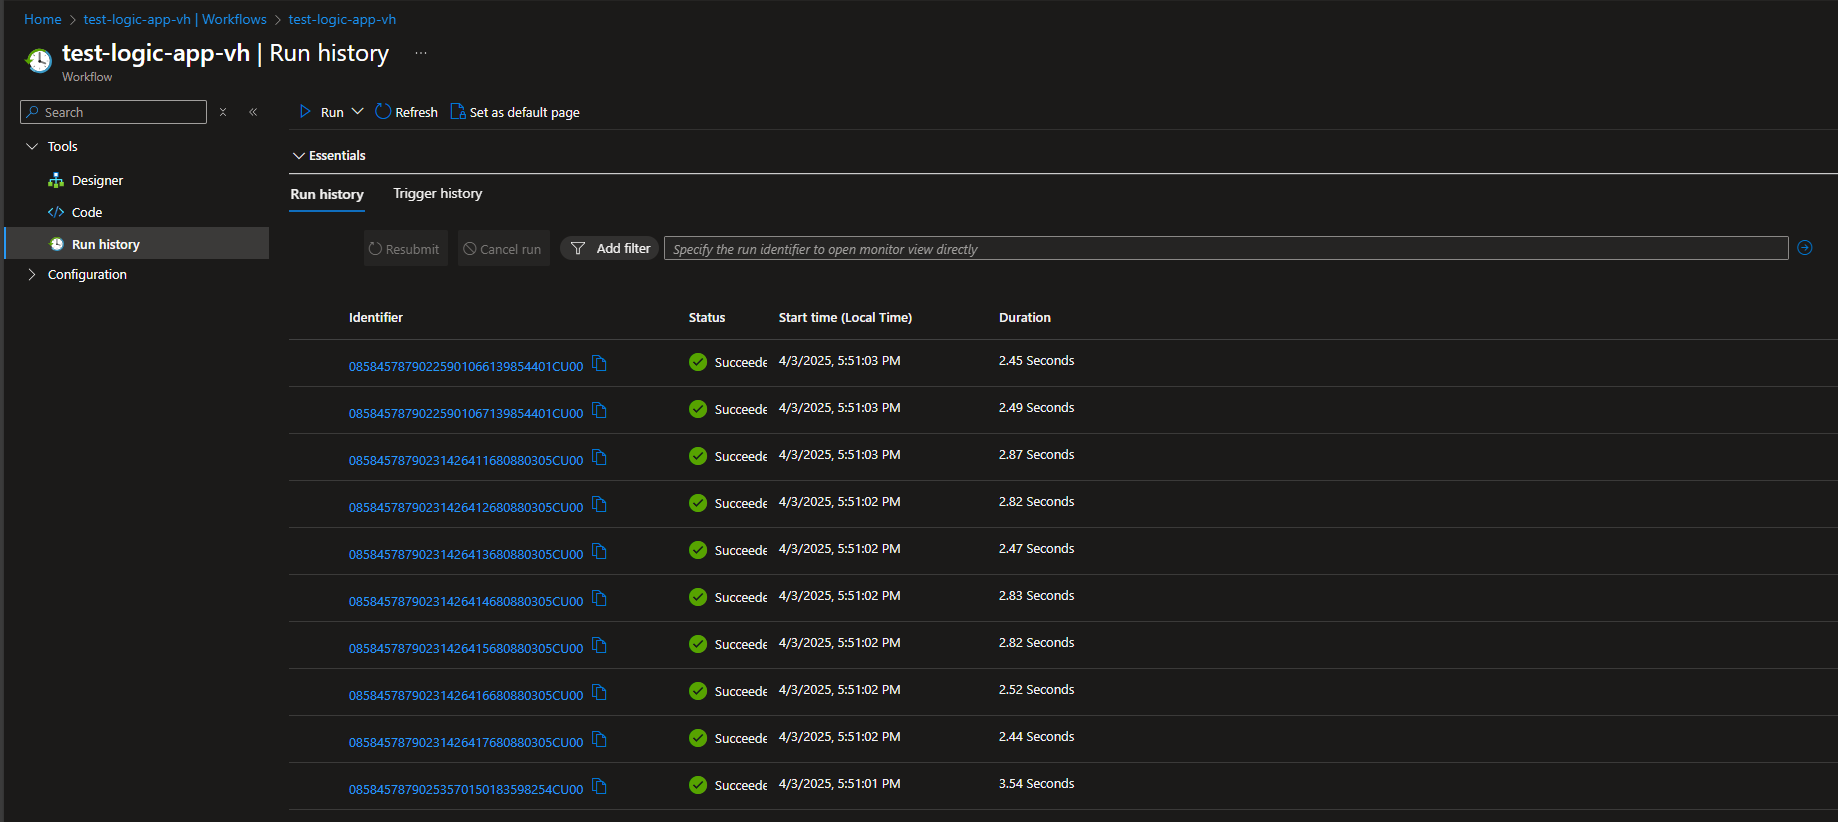 Home > test-logic-app-vh | Workflows > test-logic-app-vh
test-logic-app-vh | Run history ...
Workflow
Search
Tools
Designer
Code
Run history
Configuration
Run Refresh Set as default page
Essentials
Run history Trigger history
Resubmit Cancel run Add filter Specify the run identifier to open monitor view directly
Identifier Status Start time (Local Time) Duration
08584578790225901066139854401CU00 Succeede 4/3/2025, 5:51:03 PM 2.45 Seconds
08584578790225901067139854401CU00 Succeede 4/3/2025, 5:51:03 PM 2.49 Seconds
08584578790231426411680880305CU00 Succeede 4/3/2025, 5:51:03 PM 2.87 Seconds
08584578790231426412680880305CU00 Succeede 4/3/2025, 5:51:02 PM 2.82 Seconds
08584578790231426413680880305CU00 Succeede 4/3/2025, 5:51:02 PM 2.47 Seconds
08584578790231426414680880305CU00 Succeede 4/3/2025, 5:51:02 PM 2.83 Seconds
08584578790231426415680880305CU00 Succeede 4/3/2025, 5:51:02 PM 2.82 Seconds
08584578790231426416680880305CU00 Succeede 4/3/2025, 5:51:02 PM 2.52 Seconds
08584578790231426417680880305CU00 Succeede 4/3/2025, 5:51:02 PM 2.44 Seconds
08584578790253570150183598254CU00 Succeede 4/3/2025, 5:51:01 PM 3.54 Seconds